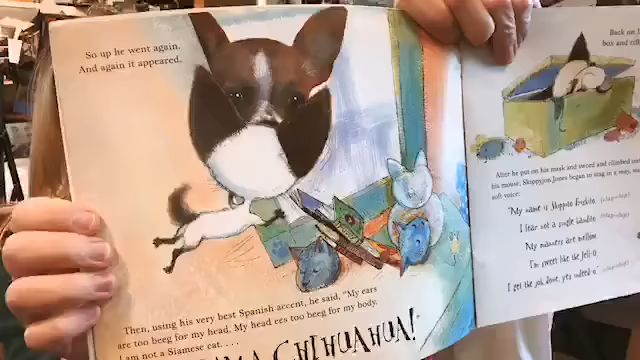 So up he went again.
And again it appeared.
Then, using his very best Spanish accent, he said, "My ears
are too beeg for my head. My head ees too beeg for my body.
I am not a Siamese cat. . . .
A CHIHUAHUA!"
Back on
box and
After he put on his mask and sword and climbed
his mouse, Skippyjon Jones began to sing in a
soft voice:
"My name is Skippito Friskito. (clap-clap)
I fear not a single bandito. (clap-clap)
My manners are mellow,
I'm sweet like the Jell-O,
I get the job done, yes indeed-o." (clap-clap)